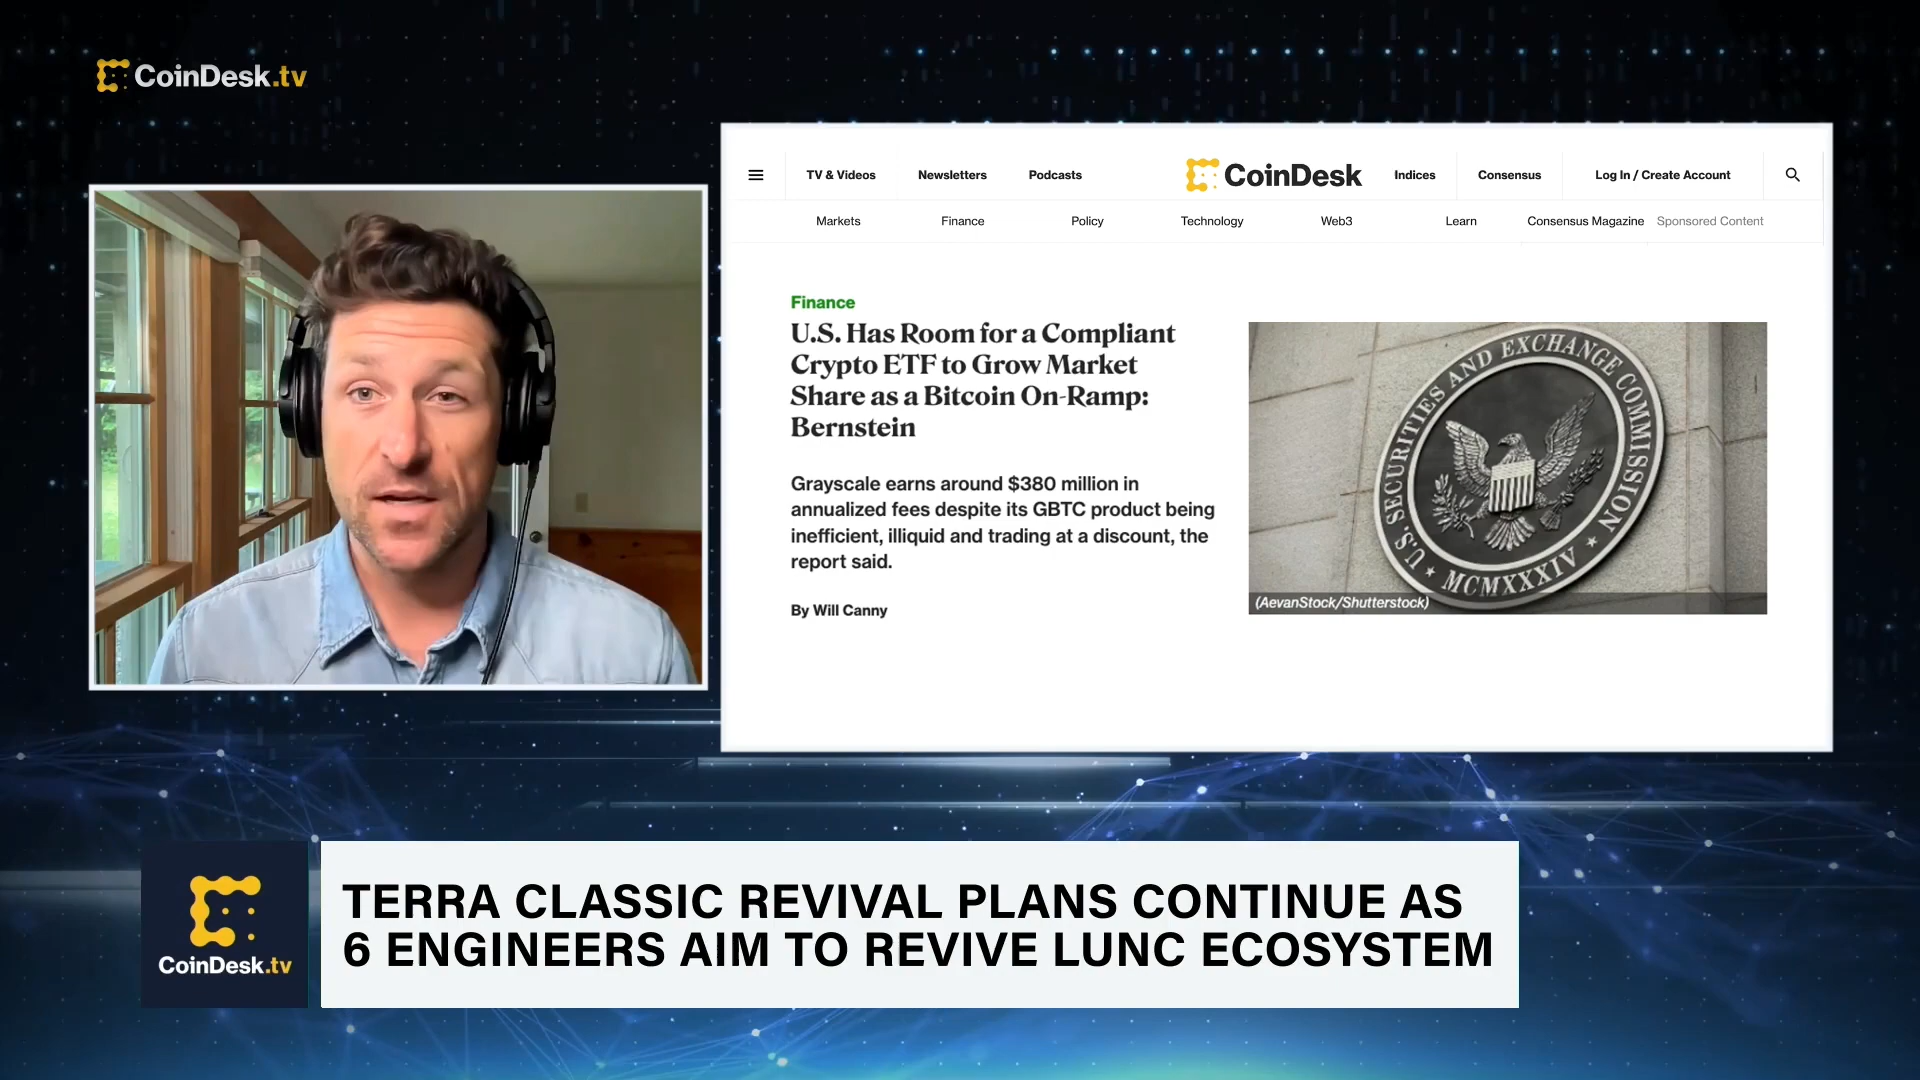 CoinDesk.tv
TV & Videos
Newsletters
Podcasts
CoinDesk
Indices
Consensus
Log In / Create Account
Markets
Finance
Policy
Technology
Web3
Learn
Consensus Magazine
Sponsored Content
Finance
U.S. Has Room for a Compliant
Crypto ETF to Grow Market
Share as a Bitcoin On-Ramp:
Bernstein
Grayscale earns around $380 million in
annualized fees despite its GBTC product being
inefficient, illiquid and trading at a discount, the
report said.
By Will Canny
U.S. SECURITIES AND EXCHANGE COMMISSION
MCMXXXIV
(AevanStock/Shutterstock)
TERRA CLASSIC REVIVAL PLANS CONTINUE AS
6 ENGINEERS AIM TO REVIVE LUNC ECOSYSTEM
CoinDesk.tv